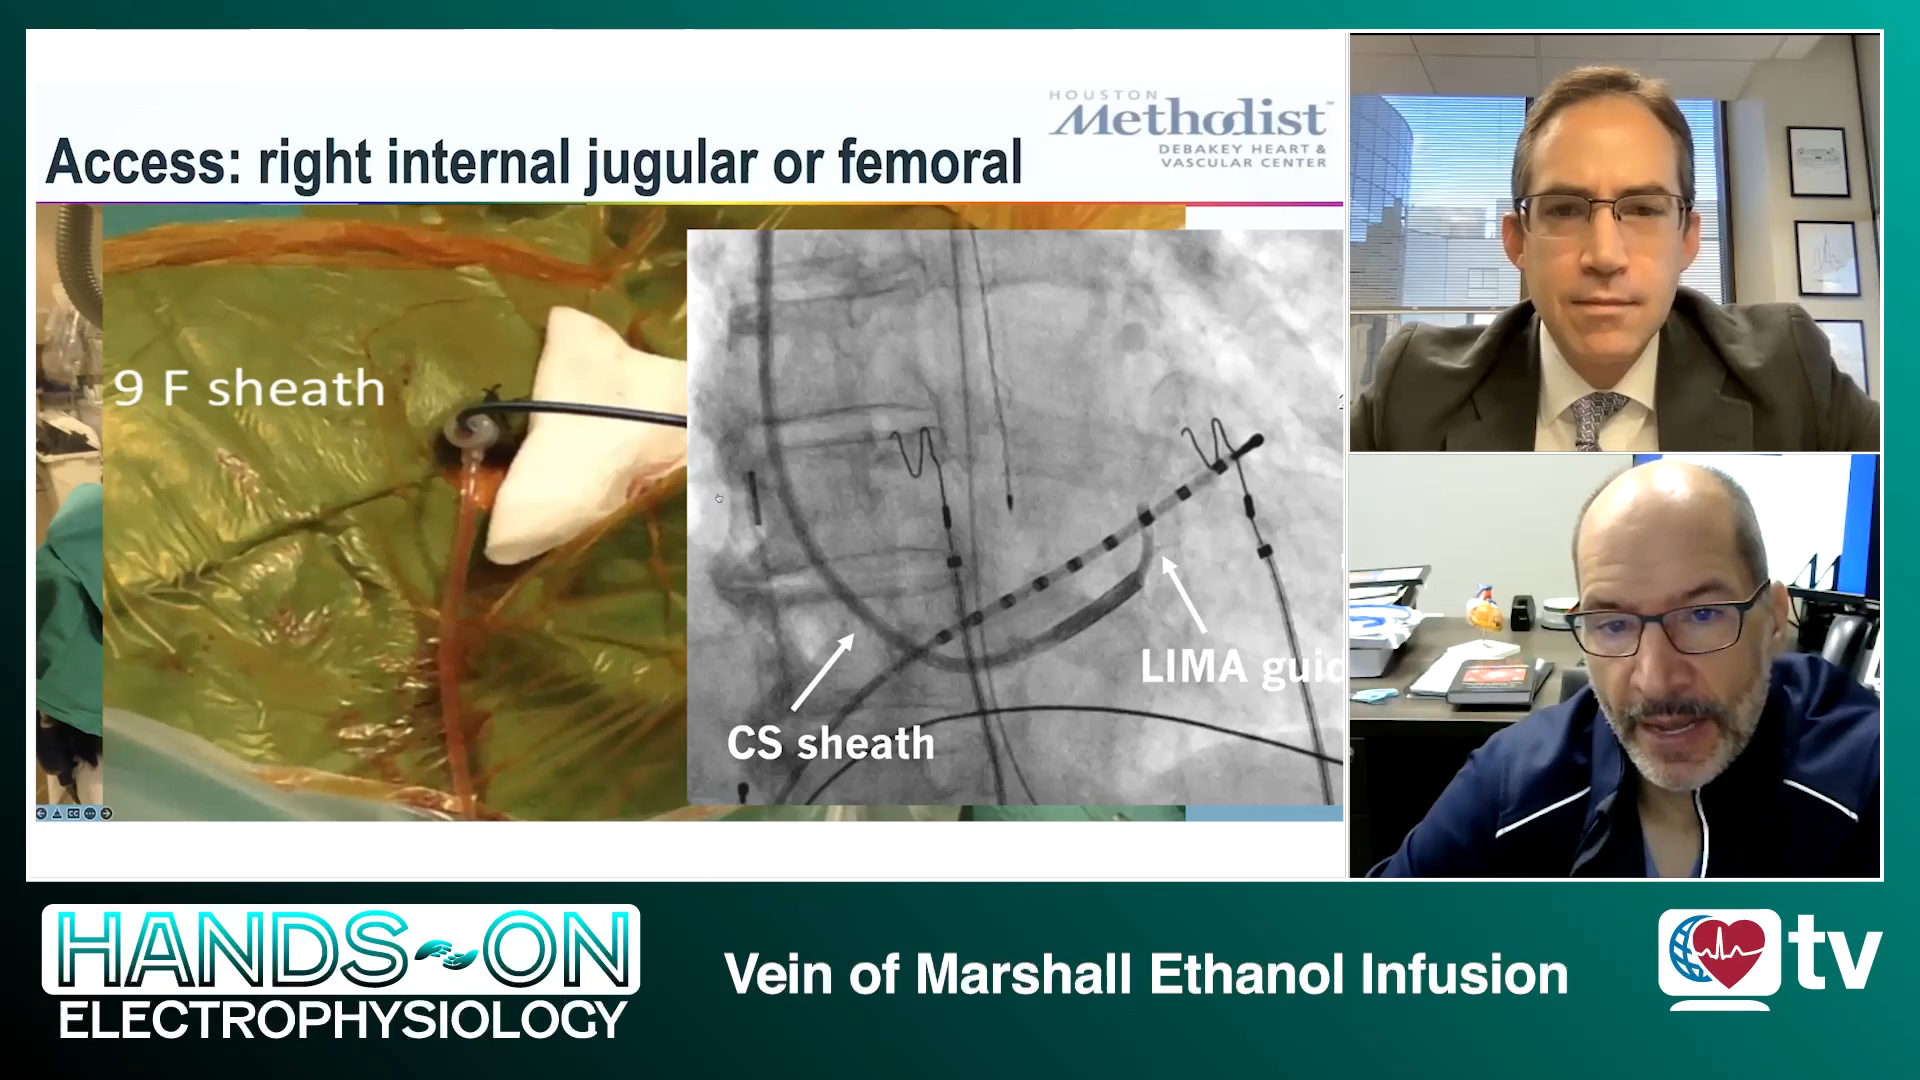 HOUSTON
Methodist
DEBAKEY HEART &
VASCULAR CENTER
Access: right internal jugular or femoral
9 F sheath
LIMA guid
CS sheath
HANDS-ON
ELECTROPHYSIOLOGY
Vein of Marshall Ethanol Infusion
tv